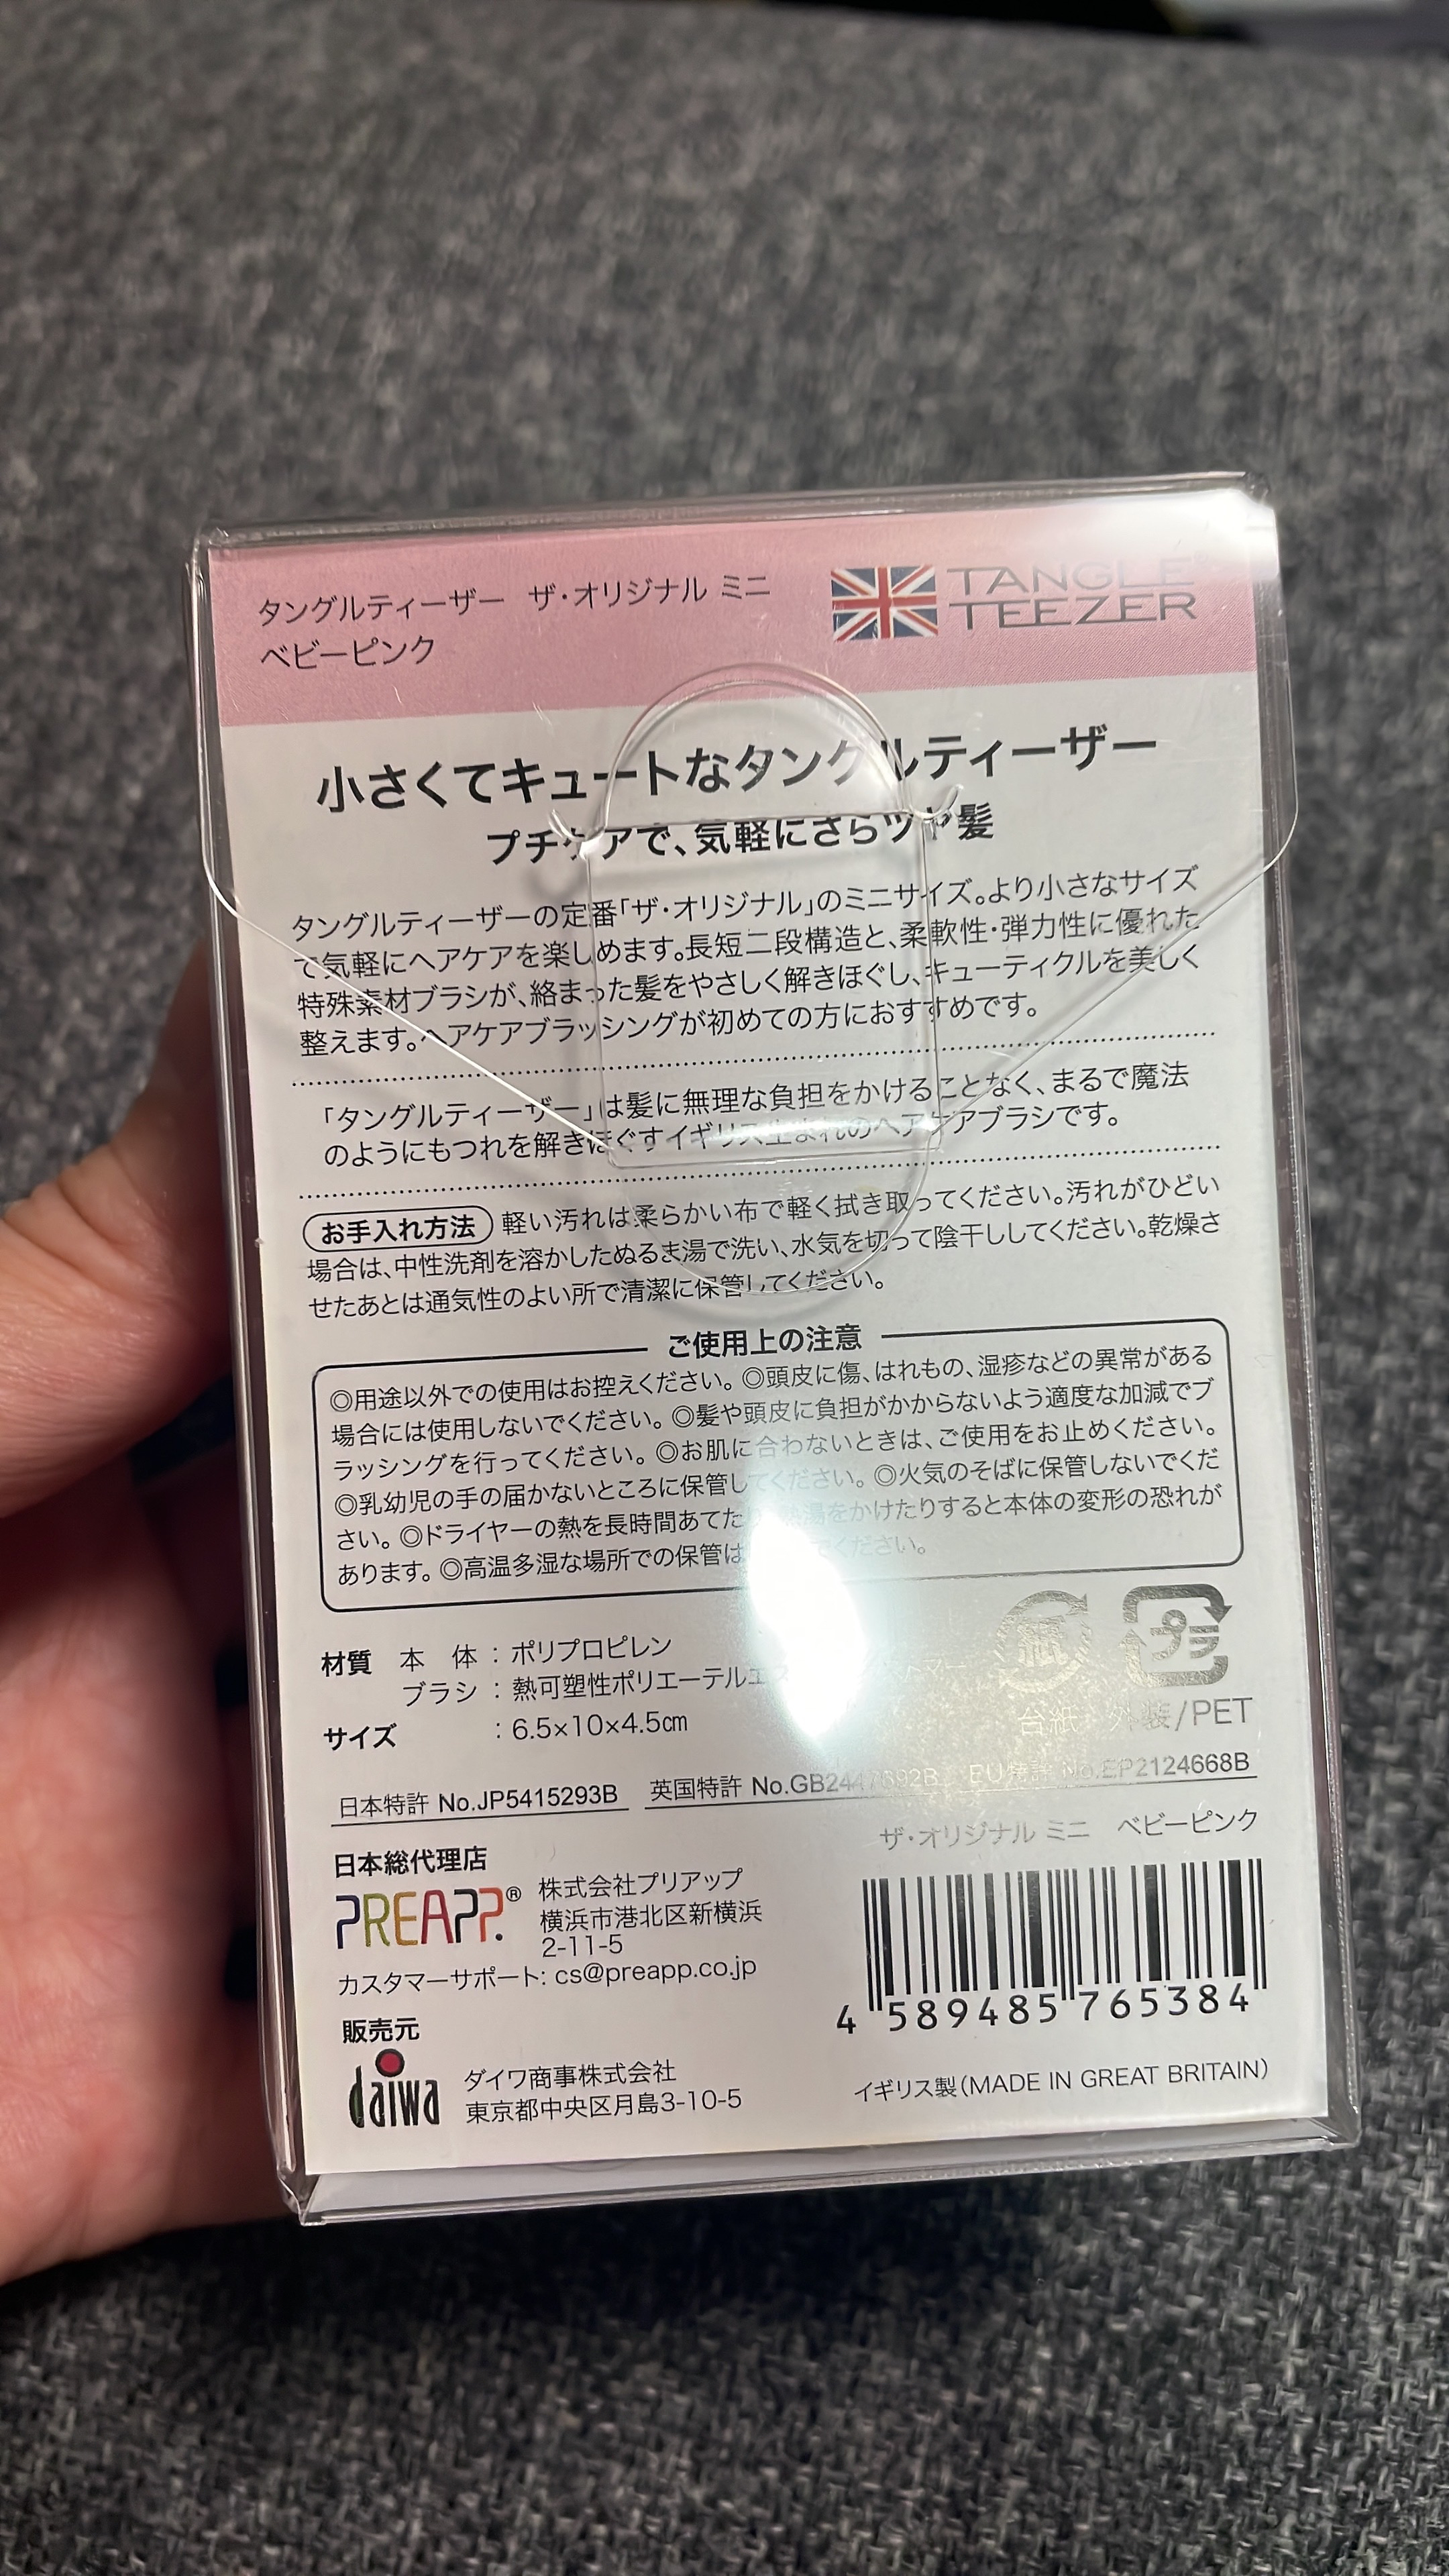 タングルティーザー ザ・オリジナル ミニ
ベビーピンク
TANGLE
TEEZER
小さくてキュートなタングルティーザー
プチケアで、気軽にさらツヤ髪
タングルティーザーの定番「ザ・オリジナル」のミニサイズ。より小さなサイズ
で気軽にヘアケアを楽しめます。長短二段構造と、柔軟性・弾力性に優れた
特殊素材ブラシが、絡まった髪をやさしく解きほぐし、キューティクルを美しく
整えます。ヘアケアブラッシングが初めての方におすすめです。
「タングルティーザー」は髪に無理な負担をかけることなく、まるで魔法
のようにもつれを解きほぐすイギリス生まれのヘアケアブラシです。
お手入れ方法 軽い汚れは柔らかい布で軽く拭き取ってください。汚れがひどい
場合は、中性洗剤を溶かしたぬるま湯で洗い、水気を切って陰干ししてください。乾燥さ
せたあとは通気性のよい所で清潔に保管してください。
ご使用上の注意
◎用途以外での使用はお控えください。◎頭皮に傷、はれもの、湿疹などの異常がある
場合には使用しないでください。◎髪や頭皮に負担がかからないよう適度な加減でブ
ラッシングを行ってください。◎お肌に合わないときは、ご使用をお止めください。
◎乳幼児の手の届かないところに保管してください。◎火気のそばに保管しないでくだ
さい。◎ドライヤーの熱を長時間あてたり 熱湯をかけたりすると本体の変形の恐れが
あります。◎高温多湿な場所での保管は ください。
材質 本 体 : ポリプロピレン
ブラシ : 熱可塑性ポリエーテルエス
サイズ : 6.5×10×4.5㎝
紙
プラ
台紙 外装/PET
日本特許 No.JP5415293B 英国特許 No.GB2447692B EU特許 No.EP2124668B
日本総代理店
PREAPP.®
株式会社プリアップ
横浜市港北区新横浜
2-11-5
カスタマーサポート: cs@preapp.co.jp
販売元
daiwa
ダイワ商事株式会社
東京都中央区月島3-10-5
ザ・オリジナル ミニ ベビーピンク
4 589485 765384
イギリス製(MADE IN GREAT BRITAIN)